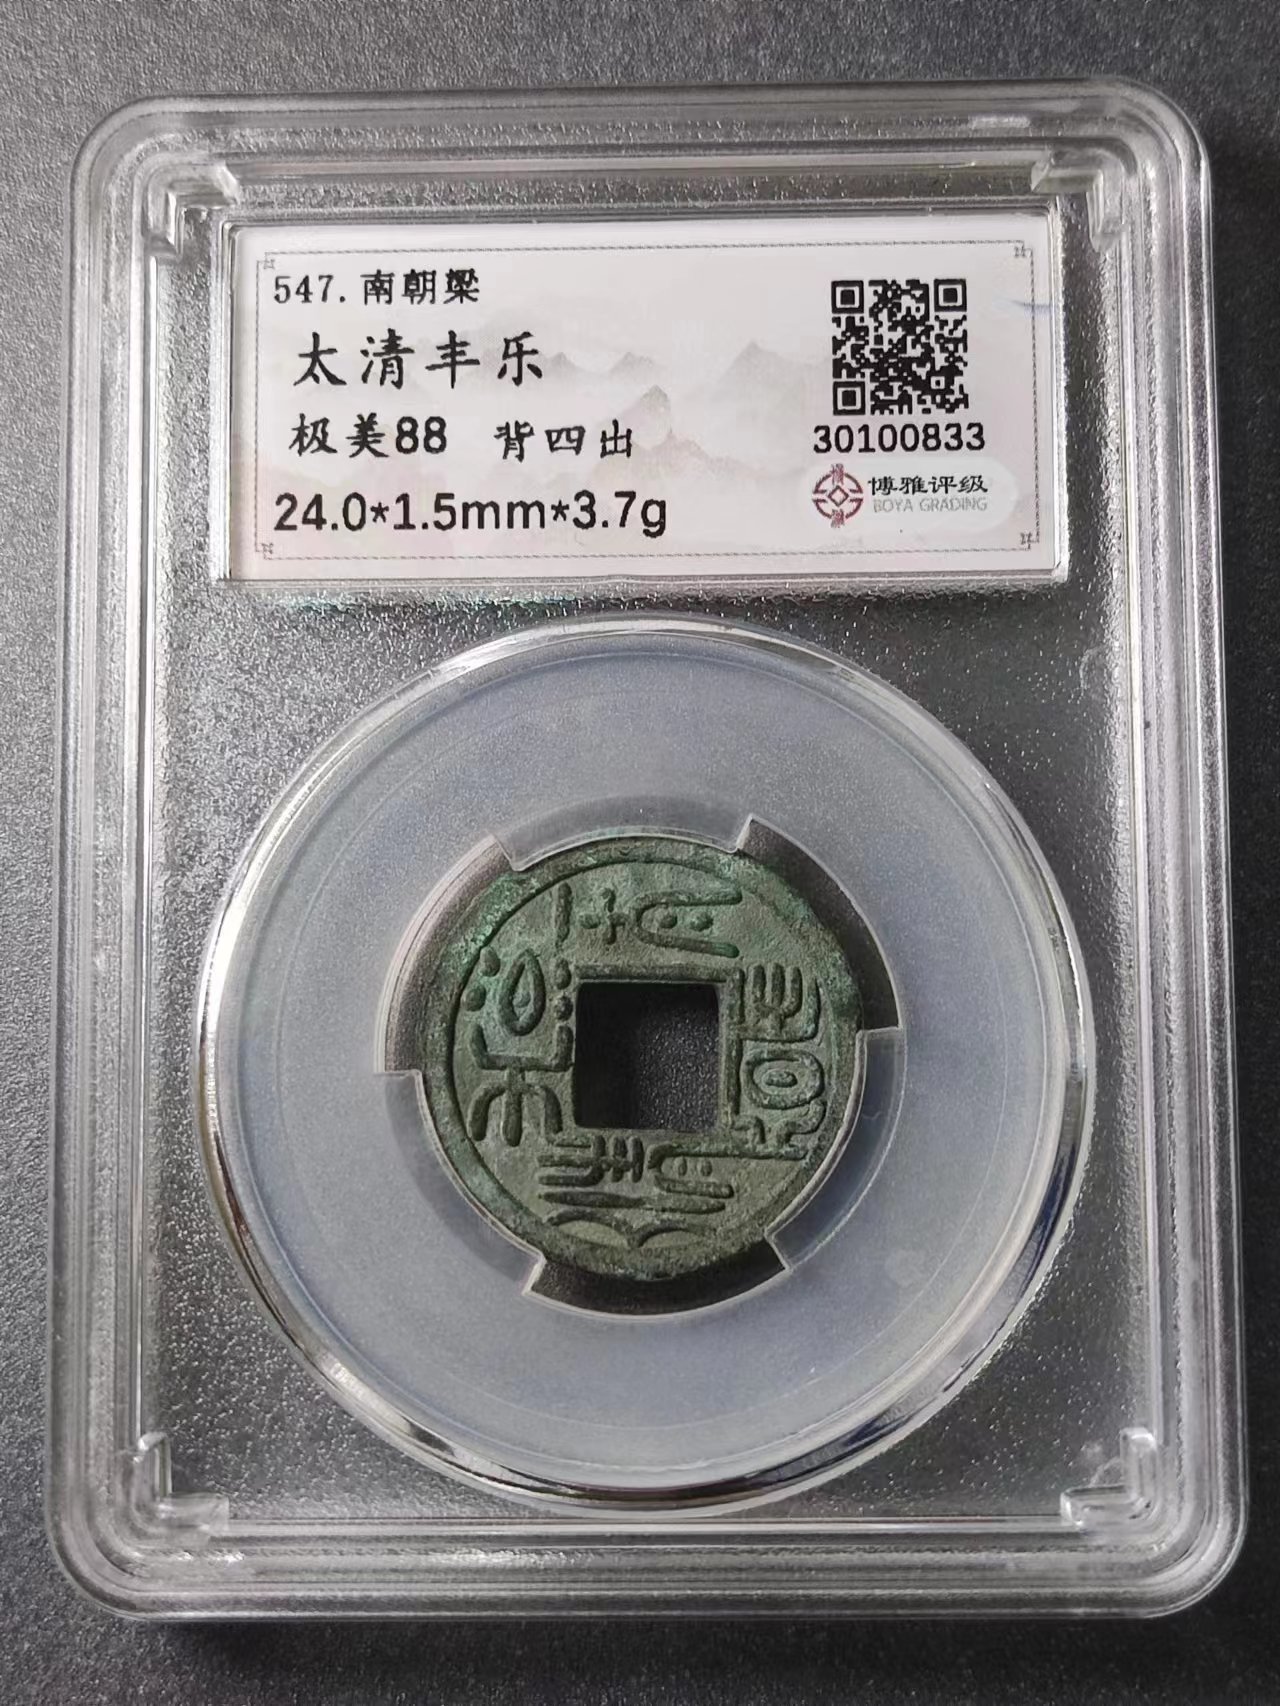 547.南朝梁
太清丰乐
极美88 背四出
24.0*1.5mm*3.7g
30100833
博雅评级
BOYA GRADING